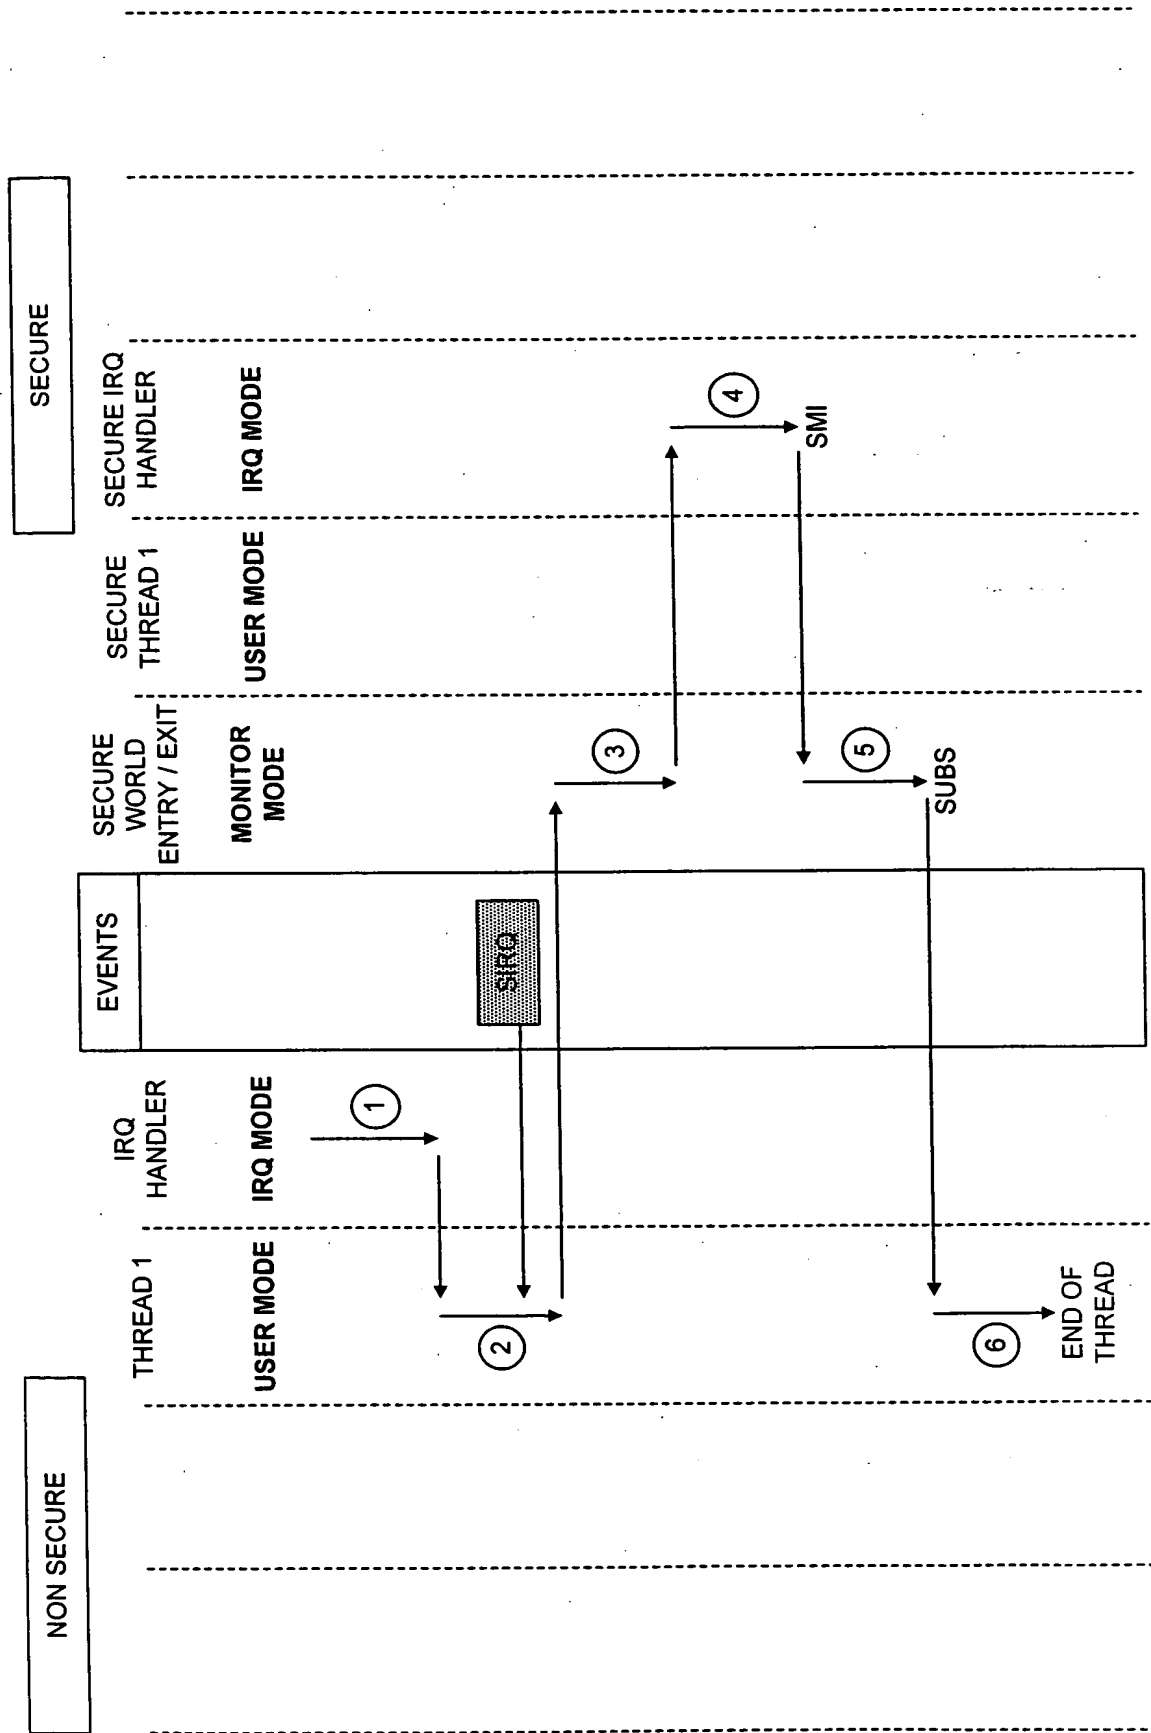 NON SECURE
SECURE
THREAD 1
USER MODE
IRQ
HANDLER
IRQ MODE
EVENTS
SECURE
WORLD
ENTRY / EXIT
MONITOR
MODE
SECURE
THREAD 1
USER MODE
SECURE IRQ
HANDLER
IRQ MODE
1
2
SIRQ
3
4
SMI
5
SUBS
6
END OF
THREAD